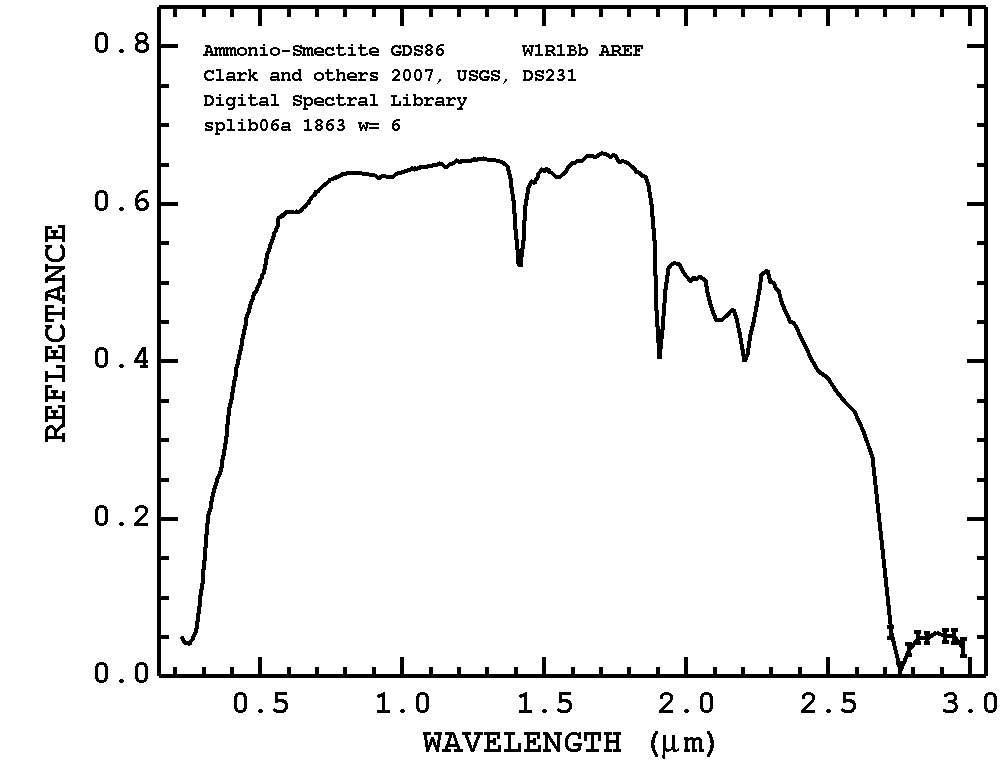 Ammonio-Smectite GDS86 W1R1Bb AREF
Clark and others 2007, USGS, DS231
Digital Spectral Library
splib06a 1863 w= 6
REFLECTANCE
0.8
0.6
0.4
0.2
0.0
0.5 1.0 1.5 2.0 2.5 3.0
WAVELENGTH (μm)